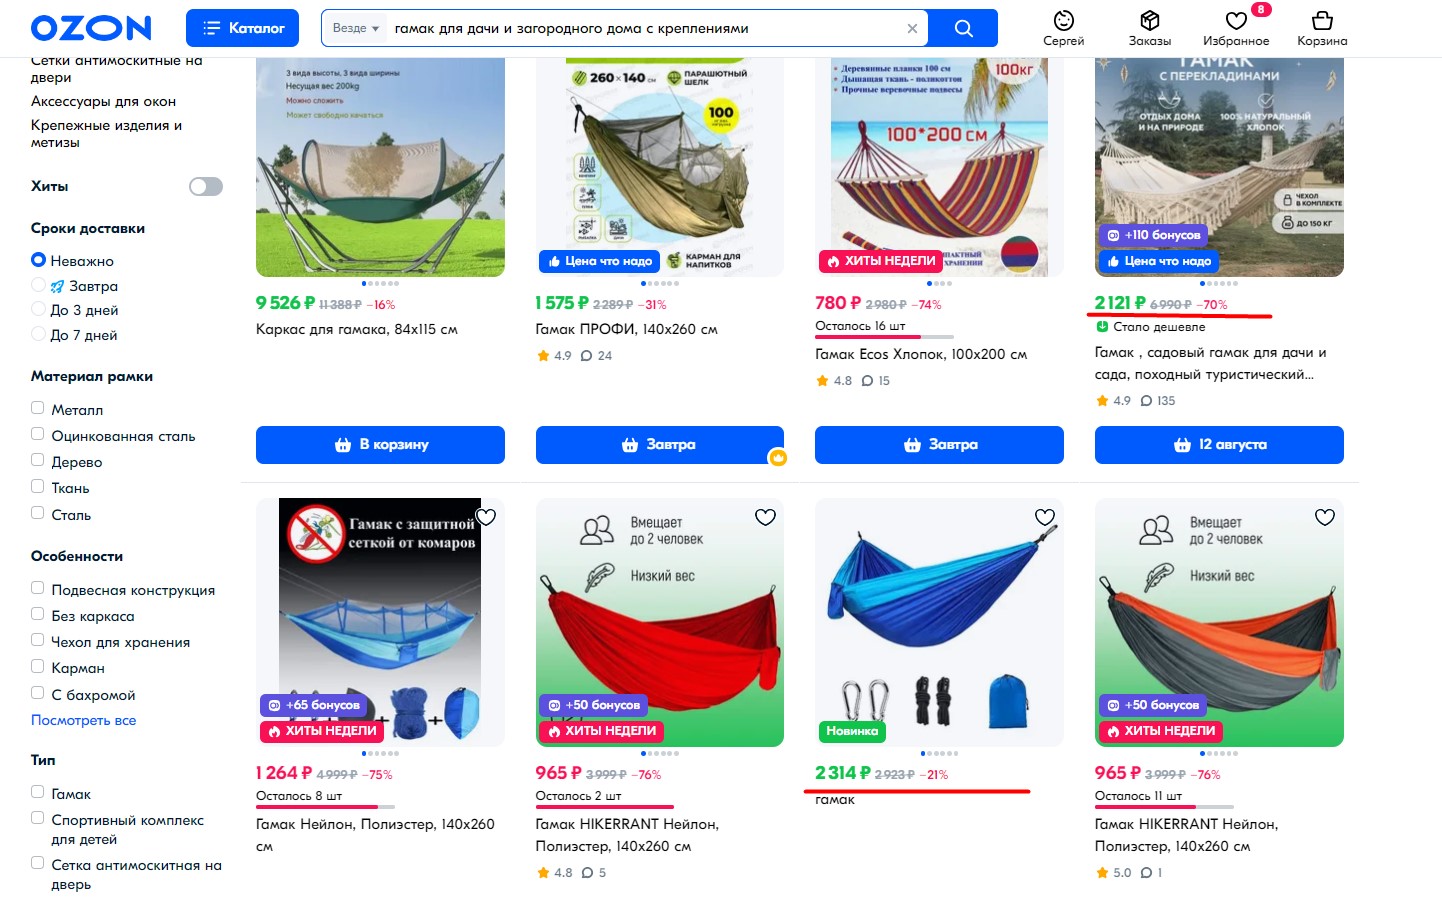 OZON
Каталог
Везде
гамак для дачи и загородного дома с креплениями
Сергей
Заказы
8
Избранное
Корзина
Сетки антимоскитные на
двери
Аксессуары для окон
Крепежные изделия и
метизы
Хиты
Сроки доставки
Неважно
Завтра
До 3 дней
До 7 дней
Материал рамки
Металл
Оцинкованная сталь
Дерево
Ткань
Сталь
Особенности
Подвесная конструкция
Без каркаса
Чехол для хранения
Карман
С бахромой
Посмотреть все
Тип
Гамак
Спортивный комплекс
для детей
Сетка антимоскитная на
дверь
3 вида высоты, 3 вида ширины
Несущая вес 200kg
Можно сложить
Может свободно качаться
9 526 ₽ 11 388 ₽ −16%
Каркас для гамака, 84x115 см
В корзину
260 × 140 см
ПАРАШЮТНЫЙ
ШЕЛК
100
КАРМАН ДЛЯ
НАПИТКОВ
Цена что надо
1 575 ₽ 2 289 ₽ −31%
Гамак ПРОФИ, 140x260 см
4.9 24
Завтра
• Деревянные планки 100 см
• Дышащая ткань - поликоттон
• Прочные веревочные подвесы
100кг
100*200 СМ
ХИТЫ НЕДЕЛИ
780 ₽ 2 980 ₽ −74%
Осталось 16 шт
Гамак Ecos Хлопок, 100x200 см
4.8 15
Завтра
ГАМАК
С ПЕРЕКЛАДИНАМИ
ОТДЫХ ДОМА
И НА ПРИРОДЕ
100% НАТУРАЛЬНЫЙ
ХЛОПОК
ЧЕХОЛ
В КОМПЛЕКТЕ
ДО 150 КГ
+110 бонусов
Цена что надо
2 121 ₽ 6 990 ₽ −70%
Стало дешевле
Гамак , садовый гамак для дачи и
сада, походный туристический...
4.9 135
12 августа
Гамак с защитной
сеткой от комаров
+65 бонусов
ХИТЫ НЕДЕЛИ
1 264 ₽ 4 999 ₽ −75%
Осталось 8 шт
Гамак Нейлон, Полиэстер, 140x260
см
Вмещает
до 2 человек
Низкий вес
+50 бонусов
ХИТЫ НЕДЕЛИ
965 ₽ 3 999 ₽ −76%
Осталось 2 шт
Гамак HIKERRANT Нейлон,
Полиэстер, 140x260 см
4.8 5
Новинка
2 314 ₽ 2 923 ₽ −21%
гамак
Вмещает
до 2 человек
Низкий вес
+50 бонусов
ХИТЫ НЕДЕЛИ
965 ₽ 3 999 ₽ −76%
Осталось 11 шт
Гамак HIKERRANT Нейлон,
Полиэстер, 140x260 см
5.0 1